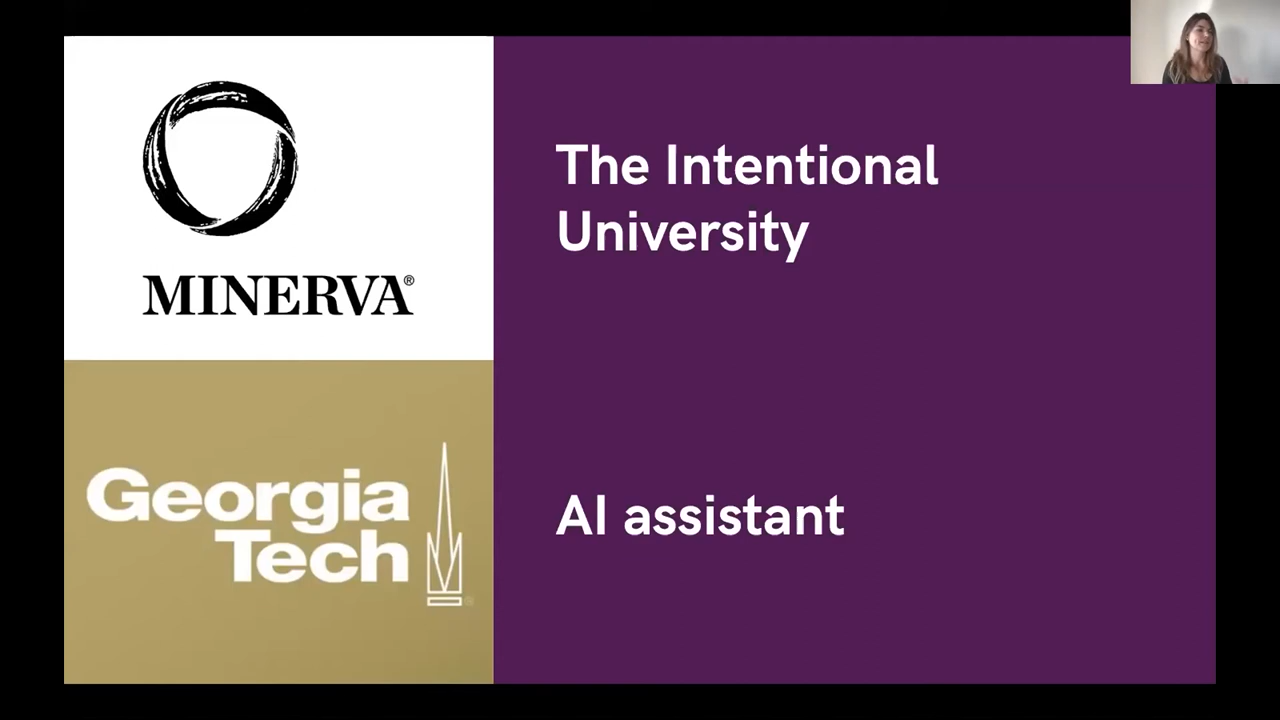 MINERVA®
The Intentional
University
Georgia
Tech
AI assistant